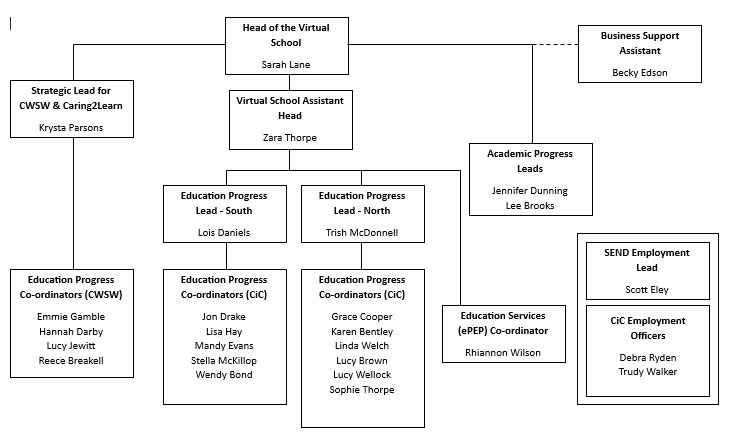 Head of the Virtual
School
Sarah Lane
Business Support
Assistant
Becky Edson
Strategic Lead for
CWSW & Caring2Learn
Krysta Parsons
Virtual School Assistant
Head
Zara Thorpe
Academic Progress
Leads
Jennifer Dunning
Lee Brooks
Education Progress
Lead - South
Lois Daniels
Education Progress
Lead - North
Trish McDonnell
SEND Employment
Lead
Scott Eley
Education Progress
Co-ordinators (CWSW)
Emmie Gamble
Hannah Darby
Lucy Jewitt
Reece Breakell
Education Progress
Co-ordinators (CiC)
Jon Drake
Lisa Hay
Mandy Evans
Stella McKillop
Wendy Bond
Education Progress
Co-ordinators (CiC)
Grace Cooper
Karen Bentley
Linda Welch
Lucy Brown
Lucy Wellock
Sophie Thorpe
Education Services
(ePEP) Co-ordinator
Rhiannon Wilson
CiC Employment
Officers
Debra Ryden
Trudy Walker